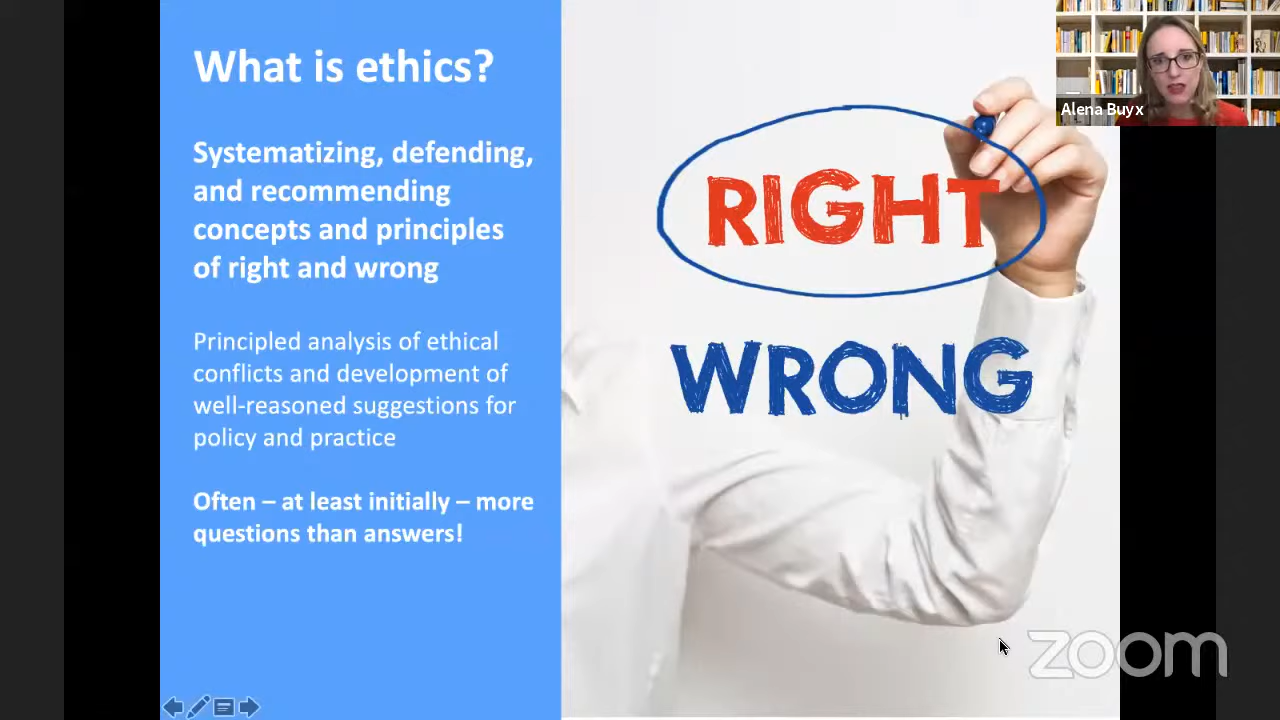 What is ethics?
Systematizing, defending,
and recommending
concepts and principles
of right and wrong
Principled analysis of ethical
conflicts and development of
well-reasoned suggestions for
policy and practice
Often – at least initially – more
questions than answers!
RIGHT
WRONG
Alena Buyx
zoom